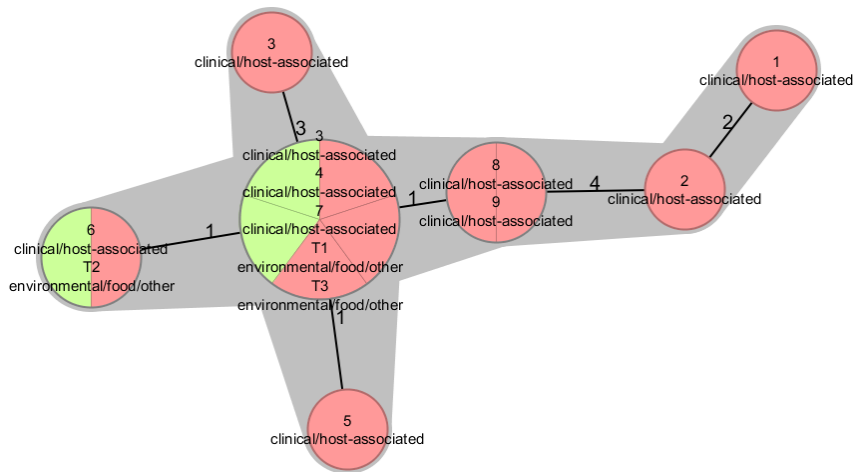 3
clinical/host-associated
1
clinical/host-associated
3
2
3
clinical/host-associated
4
clinical/host-associated
7
clinical/host-associated
T1
environmental/food/other
T3
environmental/food/other
1
8
clinical/host-associated
9
clinical/host-associated
4
2
clinical/host-associated
6
clinical/host-associated
T2
environmental/food/other
1
1
5
clinical/host-associated